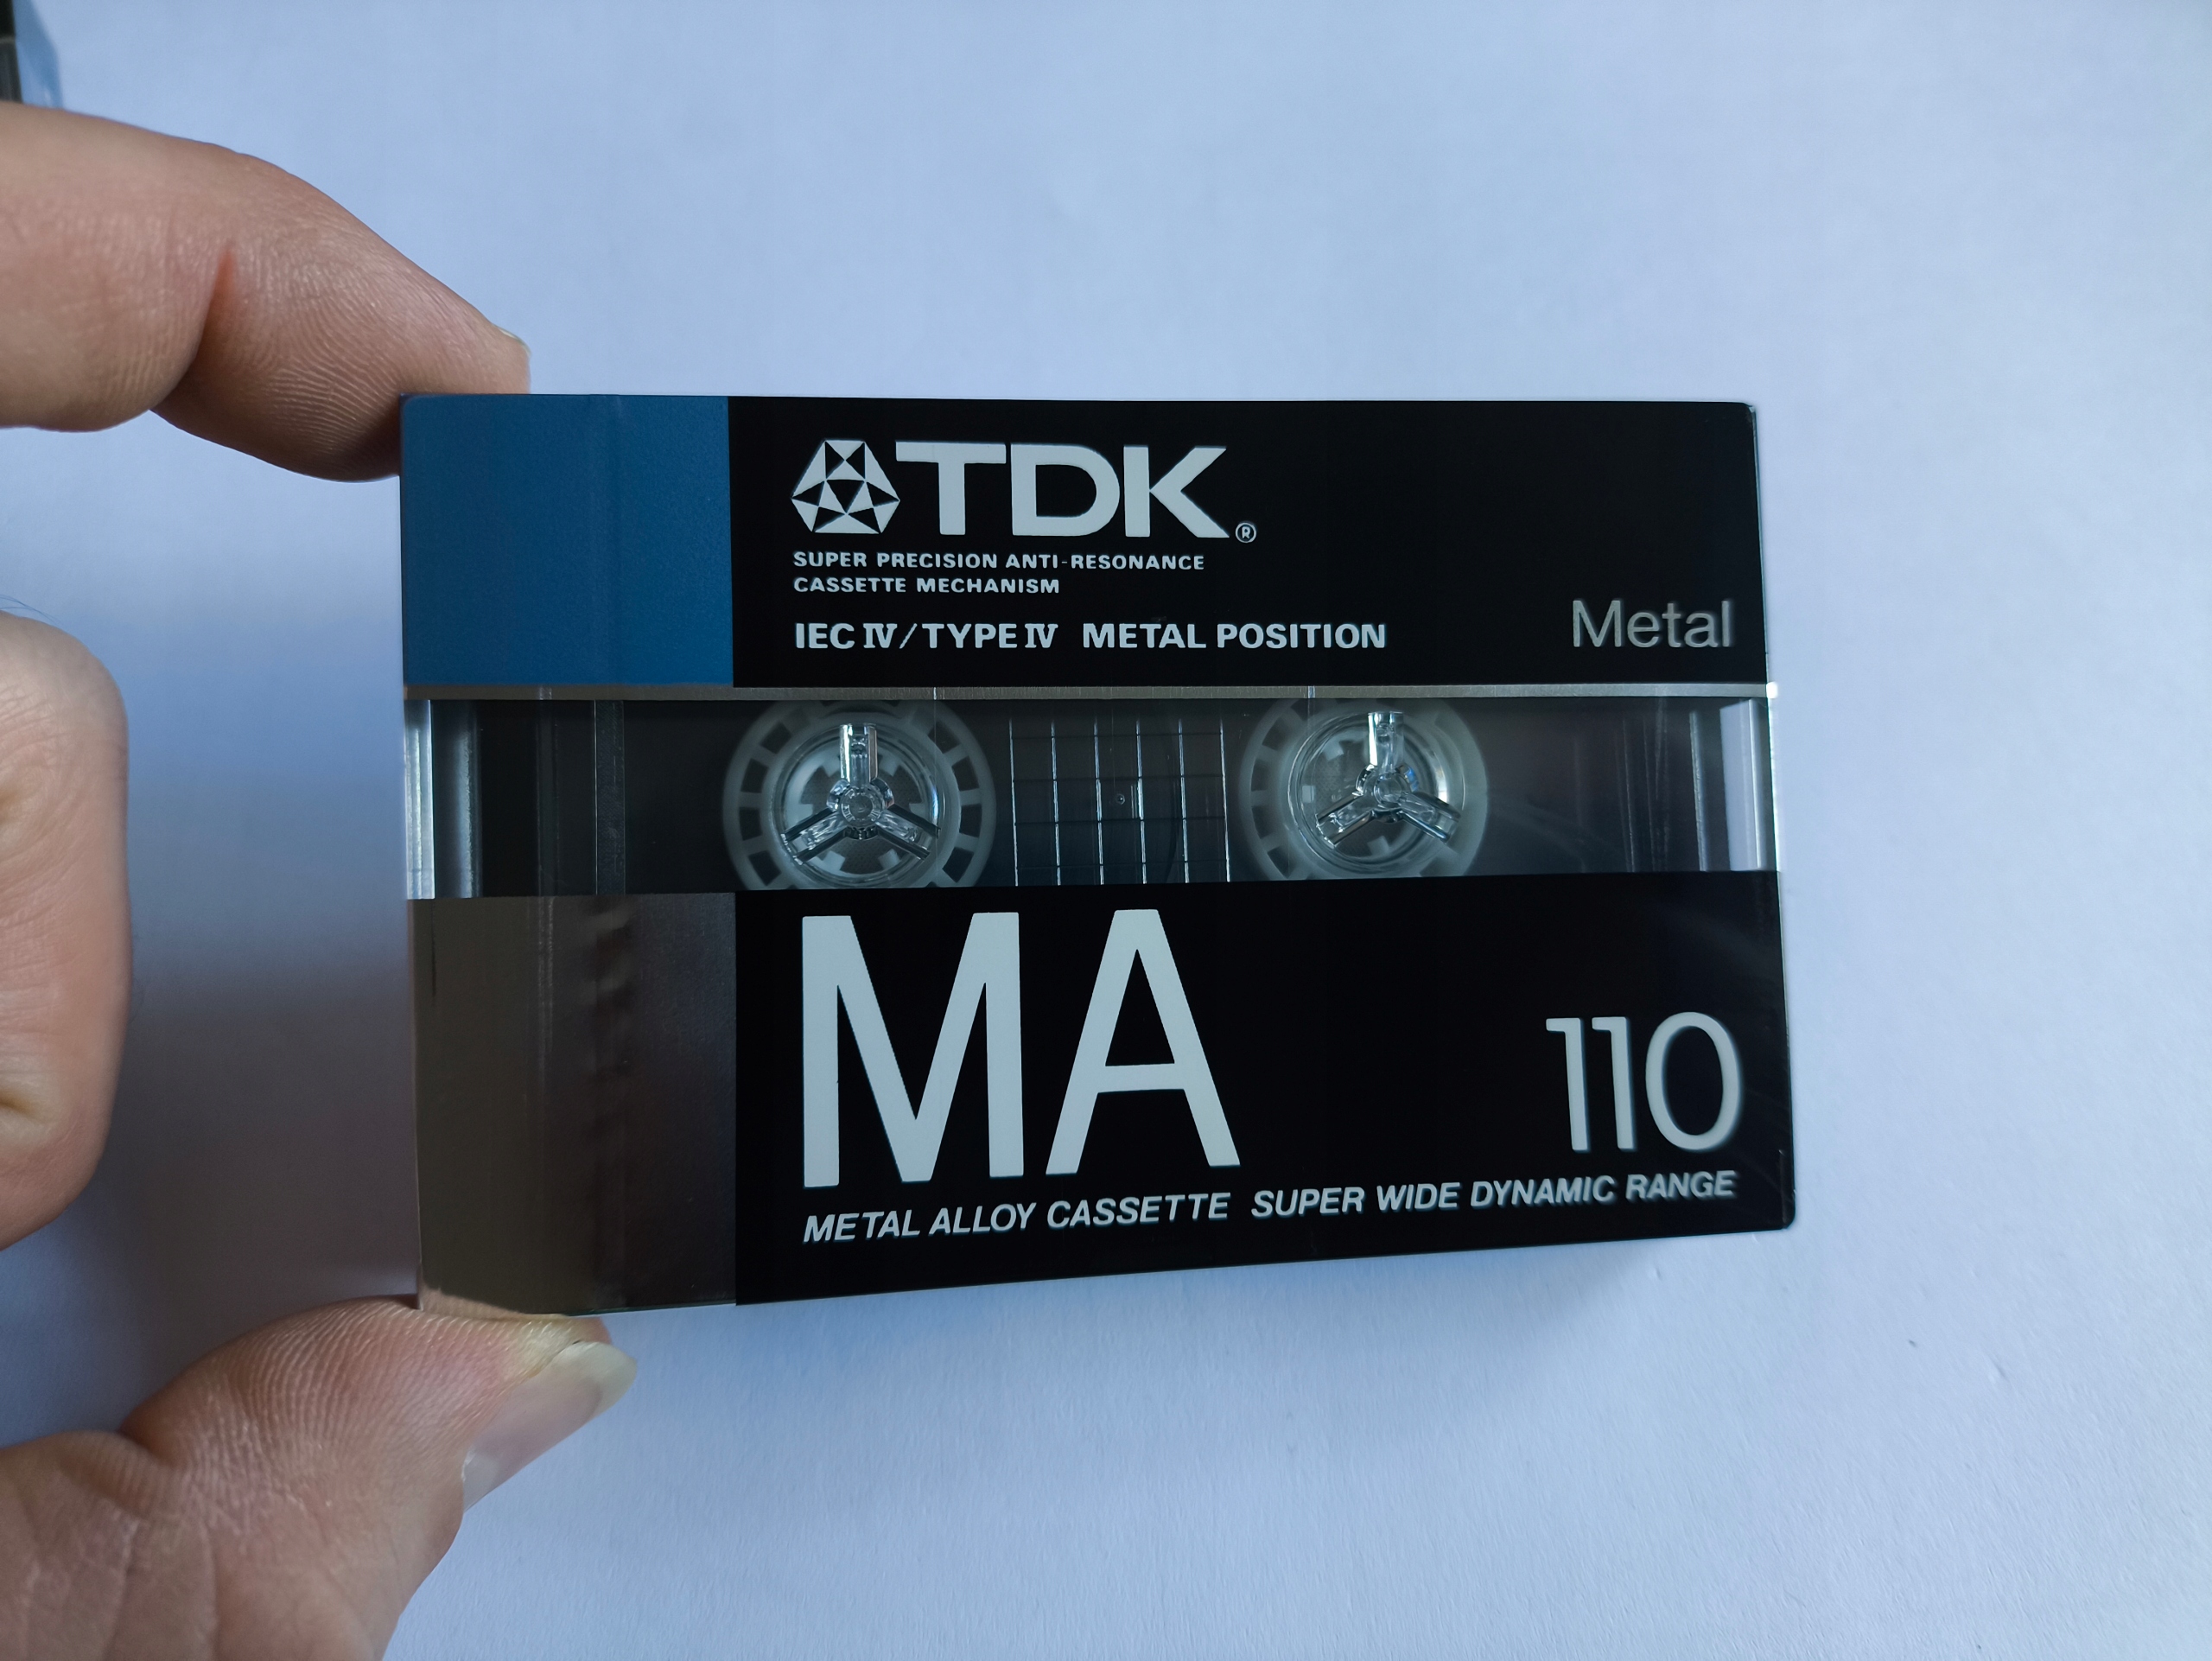 TDK®
SUPER PRECISION ANTI-RESONANCE
CASSETTE MECHANISM
IEC IV/TYPE IV METAL POSITION
Metal
MA
110
METAL ALLOY CASSETTE SUPER WIDE DYNAMIC RANGE